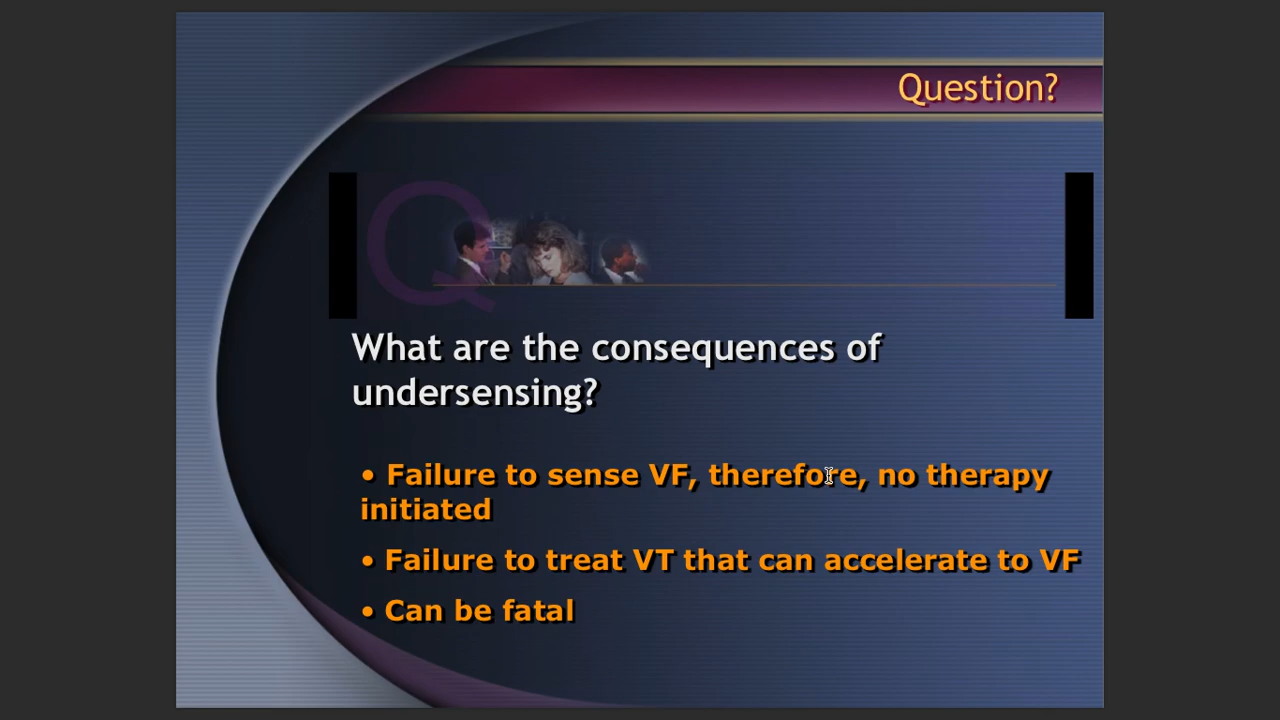 Question?
Q
What are the consequences of
undersensing?
• Failure to sense VF, therefore, no therapy
initiated
• Failure to treat VT that can accelerate to VF
• Can be fatal